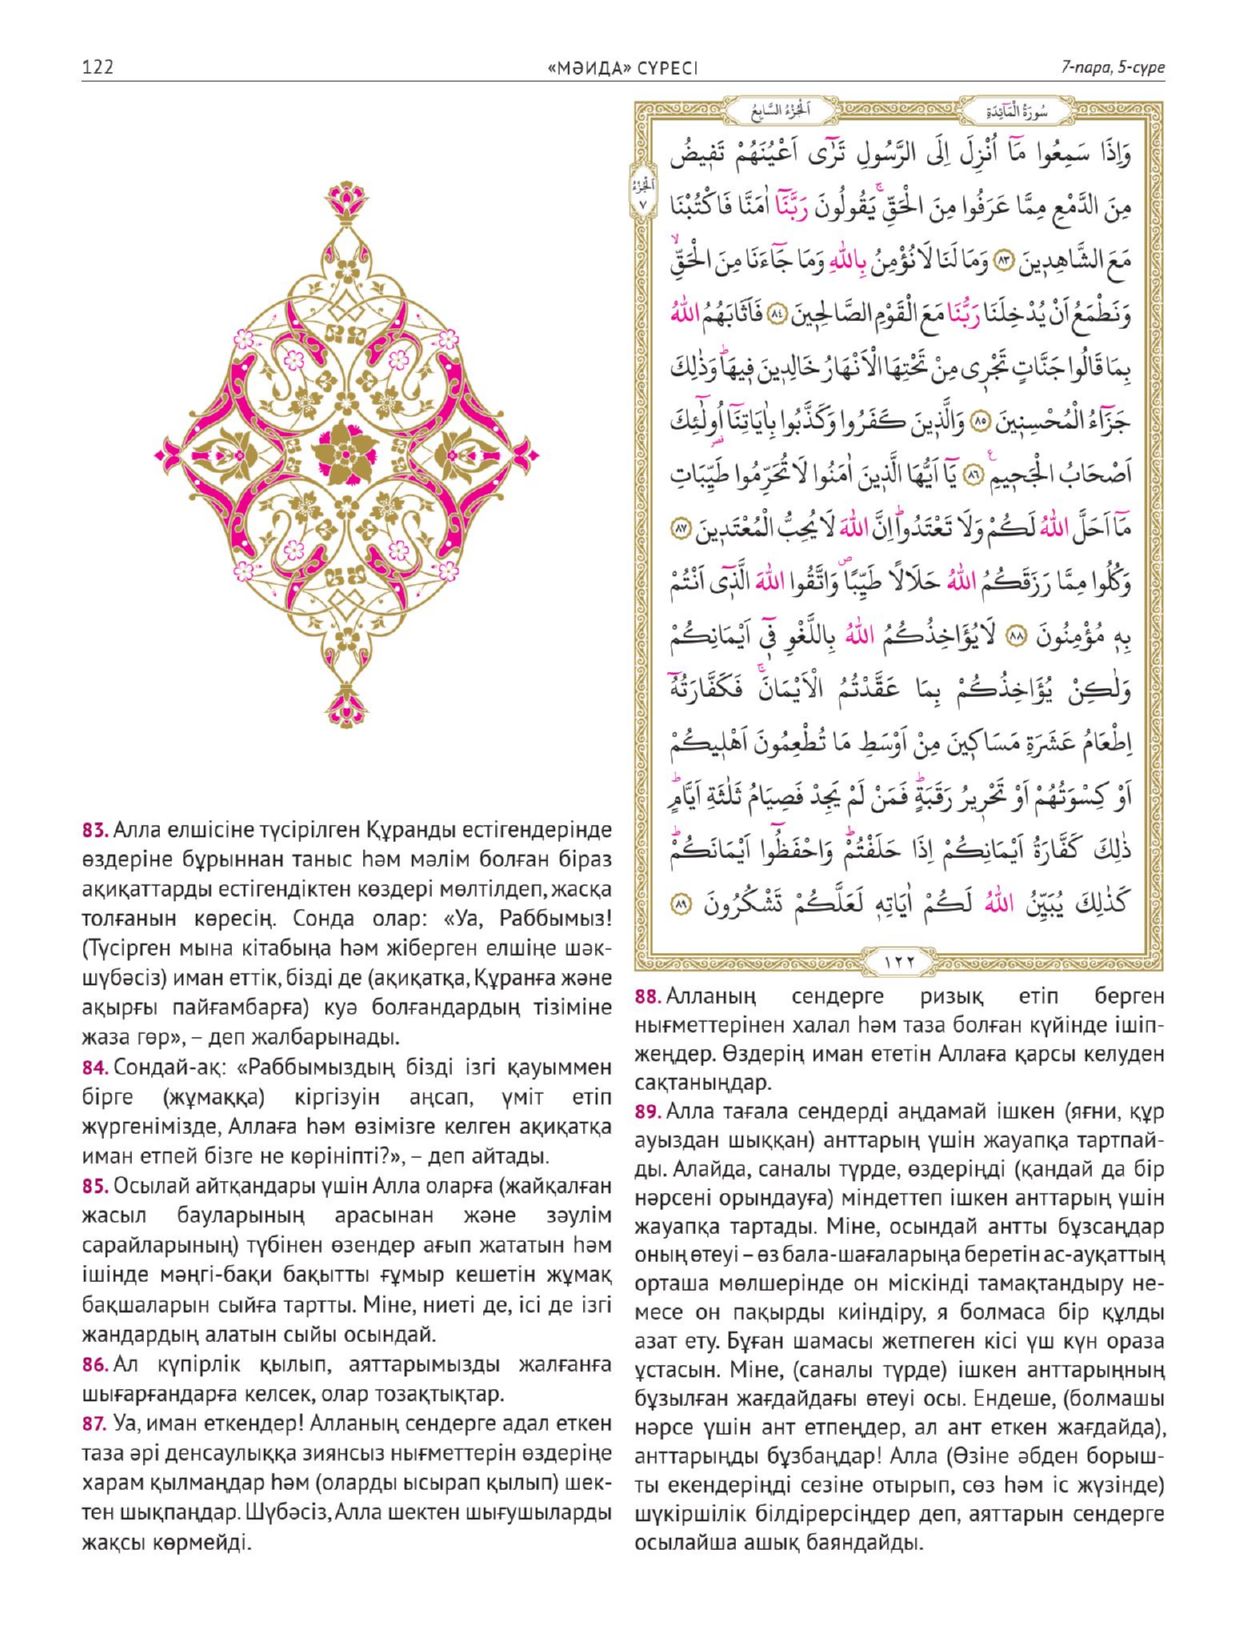 122
«МӘИДА» СҮРЕСІ
7-пара, 5-сүре
اَلْجُزْءُ السَّابِعُ
سُورَةُ الْمَآئِدَةِ
اَلْجُزْءُ
٧
وَاِذَا سَمِعُوا مَٓا اُنْزِلَ اِلَى الرَّسُولِ تَرٰٓى اَعْيُنَهُمْ تَفِيضُ
مِنَ الدَّمْعِ مِمَّا عَرَفُوا مِنَ الْحَقِّۚ يَقُولُونَ رَبَّنَٓا اٰمَنَّا فَاكْتُبْنَا
مَعَ الشَّاهِد۪ينَ ﴿٨٣﴾ وَمَا لَنَا لَا نُؤْمِنُ بِاللّٰهِ وَمَا جَٓاءَنَا مِنَ الْحَقِّۙ
وَنَطْمَعُ اَنْ يُدْخِلَنَا رَبُّنَا مَعَ الْقَوْمِ الصَّالِح۪ينَ ﴿٨٤﴾ فَاَثَابَهُمُ اللّٰهُ
بِمَا قَالُوا جَنَّاتٍ تَجْر۪ي مِنْ تَحْتِهَا الْاَنْهَارُ خَالِد۪ينَ ف۪يهَاۜ وَذٰلِكَ
جَزَٓاءُ الْمُحْسِن۪ينَ ﴿٨٥﴾ وَالَّذ۪ينَ كَفَرُوا وَكَذَّبُوا بِاٰيَاتِنَٓا اُو۬لٰٓئِكَ
اَصْحَابُ الْجَح۪يمِ۟ ﴿٨٦﴾ يَٓا اَيُّهَا الَّذ۪ينَ اٰمَنُوا لَا تُحَرِّمُوا طَيِّبَاتِ
مَٓا اَحَلَّ اللّٰهُ لَكُمْ وَلَا تَعْتَدُواۜ اِنَّ اللّٰهَ لَا يُحِبُّ الْمُعْتَد۪ينَ ﴿٨٧﴾
وَكُلُوا مِمَّا رَزَقَكُمُ اللّٰهُ حَلَالًا طَيِّبًاۖ وَاتَّقُوا اللّٰهَ الَّذ۪ٓي اَنْتُمْ
بِه۪ مُؤْمِنُونَ ﴿٨٨﴾ لَا يُؤَاخِذُكُمُ اللّٰهُ بِاللَّغْوِ ف۪ٓي اَيْمَانِكُمْ
وَلٰكِنْ يُؤَاخِذُكُمْ بِمَا عَقَّدْتُمُ الْاَيْمَانَۚ فَكَفَّارَتُهُٓ
اِطْعَامُ عَشَرَةِ مَسَاك۪ينَ مِنْ اَوْسَطِ مَا تُطْعِمُونَ اَهْل۪يكُمْ
اَوْ كِسْوَتُهُمْ اَوْ تَحْر۪يرُ رَقَبَةٍۜ فَمَنْ لَمْ يَجِدْ فَصِيَامُ ثَلٰثَةِ اَيَّامٍۜ
ذٰلِكَ كَفَّارَةُ اَيْمَانِكُمْ اِذَا حَلَفْتُمْۜ وَاحْفَظُٓوا اَيْمَانَكُمْۜ
كَذٰلِكَ يُبَيِّنُ اللّٰهُ لَكُمْ اٰيَاتِه۪ لَعَلَّكُمْ تَشْكُرُونَ ﴿٨٩﴾
١٢٢
83. Алла елшісіне түсірілген Құранды естігендерінде
өздеріне бұрыннан таныс һәм мәлім болған біраз
ақиқаттарды естігендіктен көздері мөлтілдеп, жасқа
толғанын көресің. Сонда олар: «Уа, Раббымыз!
(Түсірген мына кітабыңа һәм жіберген елшіңе шәк-
шүбәсіз) иман еттік, бізді де (ақиқатқа, Құранға және
ақырғы пайғамбарға) куә болғандардың тізіміне
жаза гөр», – деп жалбарынады.
84. Сондай-ақ: «Раббымыздың бізді ізгі қауыммен
бірге (жұмаққа) кіргізуін аңсап, үміт етіп
жүргенімізде, Аллаға һәм өзімізге келген ақиқатқа
иман етпей бізге не көрініпті?», – деп айтады.
85. Осылай айтқандары үшін Алла оларға (жайқалған
жасыл бауларының арасынан және зәулім
сарайларының) түбінен өзендер ағып жататын һәм
ішінде мәңгі-бақи бақытты ғұмыр кешетін жұмақ
бақшаларын сыйға тартты. Міне, ниеті де, ісі де ізгі
жандардың алатын сыйы осындай.
86. Ал күпірлік қылып, аяттарымызды жалғанға
шығарғандарға келсек, олар тозақтықтар.
87. Уа, иман еткендер! Алланың сендерге адал еткен
таза әрі денсаулыққа зиянсыз нығметтерін өздеріңе
харам қылмаңдар һәм (оларды ысырап қылып) шек-
тен шықпаңдар. Шүбәсіз, Алла шектен шығушыларды
жақсы көрмейді.
88. Алланың сендерге ризық етіп берген
нығметтерінен халал һәм таза болған күйінде ішіп-
жеңдер. Өздерің иман ететін Аллаға қарсы келуден
сақтаныңдар.
89. Алла тағала сендерді аңдамай ішкен (яғни, құр
ауыздан шыққан) анттарың үшін жауапқа тартпай-
ды. Алайда, саналы түрде, өздеріңді (қандай да бір
нәрсені орындауға) міндеттеп ішкен анттарың үшін
жауапқа тартады. Міне, осындай антты бұзсаңдар
оның өтеуі – өз бала-шағаларыңа беретін ас-ауқаттың
орташа мөлшерінде он міскінді тамақтандыру не-
месе он пақырды киіндіру, я болмаса бір құлды
азат ету. Бұған шамасы жетпеген кісі үш күн ораза
ұстасын. Міне, (саналы түрде) ішкен анттарыңның
бұзылған жағдайдағы өтеуі осы. Ендеше, (болмашы
нәрсе үшін ант етпеңдер, ал ант еткен жағдайда),
анттарыңды бұзбаңдар! Алла (Өзіне әбден борыш-
ты екендеріңді сезіне отырып, сөз һәм іс жүзінде)
шүкіршілік білдірерсіңдер деп, аяттарын сендерге
осылайша ашық баяндайды.